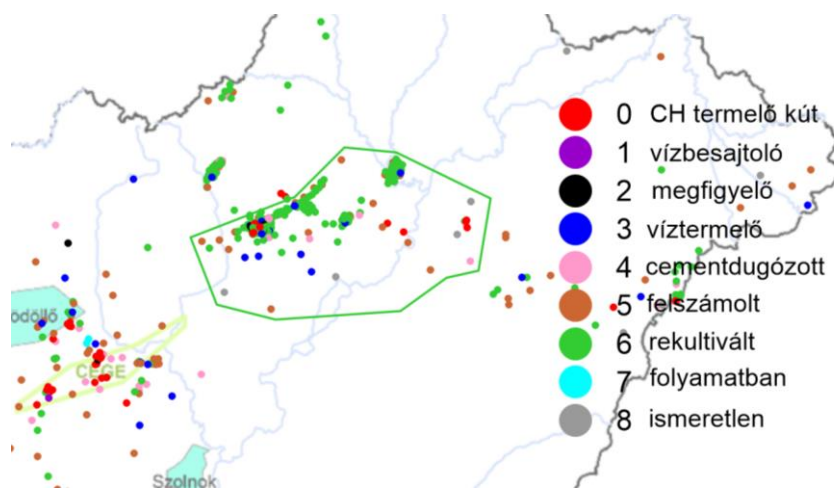 0 CH termelő kút
1 vízbesajtoló
2 megfigyelő
3 víztermelő
4 cementdugózott
5 felszámolt
6 rekultivált
7 folyamatban
8 ismeretlen
ödöllő
CEGE
Szolnok